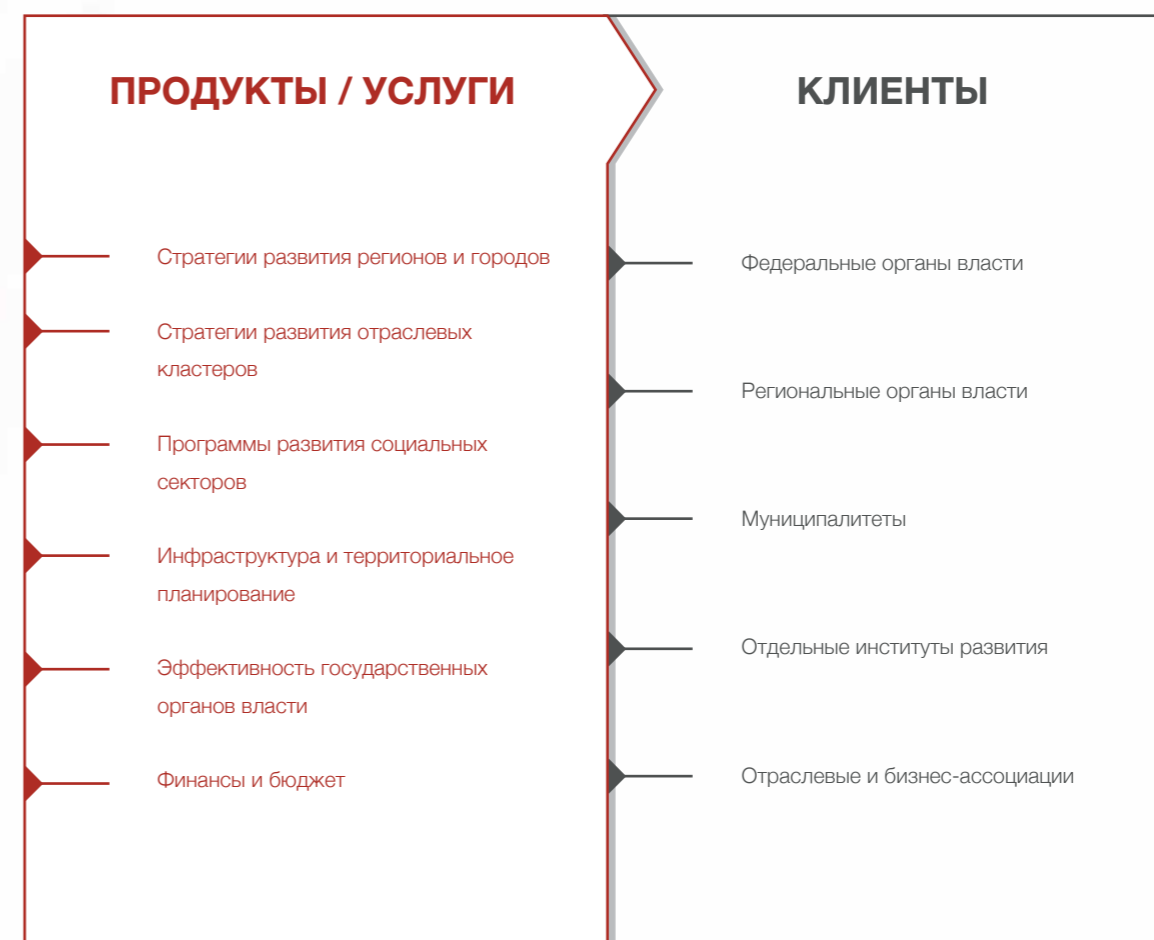 ПРОДУКТЫ / УСЛУГИ
Стратегии развития регионов и городов
Стратегии развития отраслевых
кластеров
Программы развития социальных
секторов
Инфраструктура и территориальное
планирование
Эффективность государственных
органов власти
Финансы и бюджет
КЛИЕНТЫ
Федеральные органы власти
Региональные органы власти
Муниципалитеты
Отдельные институты развития
Отраслевые и бизнес-ассоциации